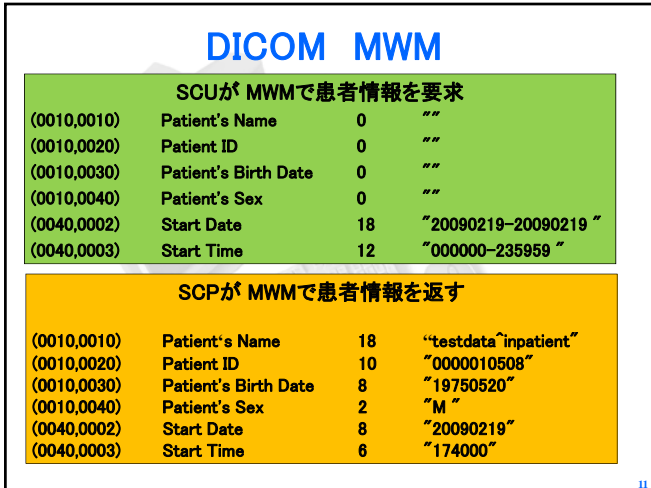 DICOM MWM
SCUが MWMで患者情報を要求
(0010,0010) Patient's Name 0 ""
(0010,0020) Patient ID 0 ""
(0010,0030) Patient's Birth Date 0 ""
(0010,0040) Patient's Sex 0 ""
(0040,0002) Start Date 18 "20090219-20090219 "
(0040,0003) Start Time 12 "000000-235959 "
SCPが MWMで患者情報を返す
(0010,0010) Patient‘s Name 18 “testdata^inpatient"
(0010,0020) Patient ID 10 "0000010508"
(0010,0030) Patient's Birth Date 8 "19750520"
(0010,0040) Patient's Sex 2 "M "
(0040,0002) Start Date 8 "20090219"
(0040,0003) Start Time 6 "174000"
11